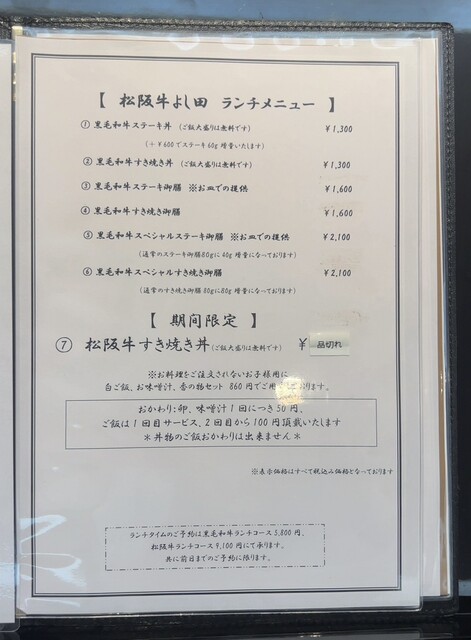 【 松阪牛よし田 ランチメニュー 】
① 黒毛和牛ステーキ丼 （ご飯大盛りは無料です） ￥1,300
（＋￥600でステーキ60g増量いたします）
② 黒毛和牛すき焼き丼 （ご飯大盛りは無料です） ￥1,300
③ 黒毛和牛ステーキ御膳 ※お皿での提供 ￥1,600
④ 黒毛和牛すき焼き御膳 ￥1,600
⑤ 黒毛和牛スペシャルステーキ御膳 ※お皿での提供 ￥2,100
（通常のステーキ御膳80gに40g増量になっております）
⑥ 黒毛和牛スペシャルすき焼き御膳 ￥2,100
（通常のすき焼き御膳80gに80g増量になっております）
【 期間限定 】
⑦ 松阪牛すき焼き丼（ご飯大盛りは無料です） ￥ 品切れ
※お料理をご注文されないお子様用に
白ご飯、お味噌汁、香の物セット 860円でご用しております。
おかわり：卵、味噌汁1回につき50円、
ご飯は1回目サービス、2回目から100円頂戴いたします
＊丼物のご飯おかわりは出来ません＊
※表示価格はすべて税込み価格となっております
ランチタイムのご予約は黒毛和牛ランチコース5,800円、
松阪牛ランチコース9,100円にて承ります。
共に前日までのご予約に限ります。